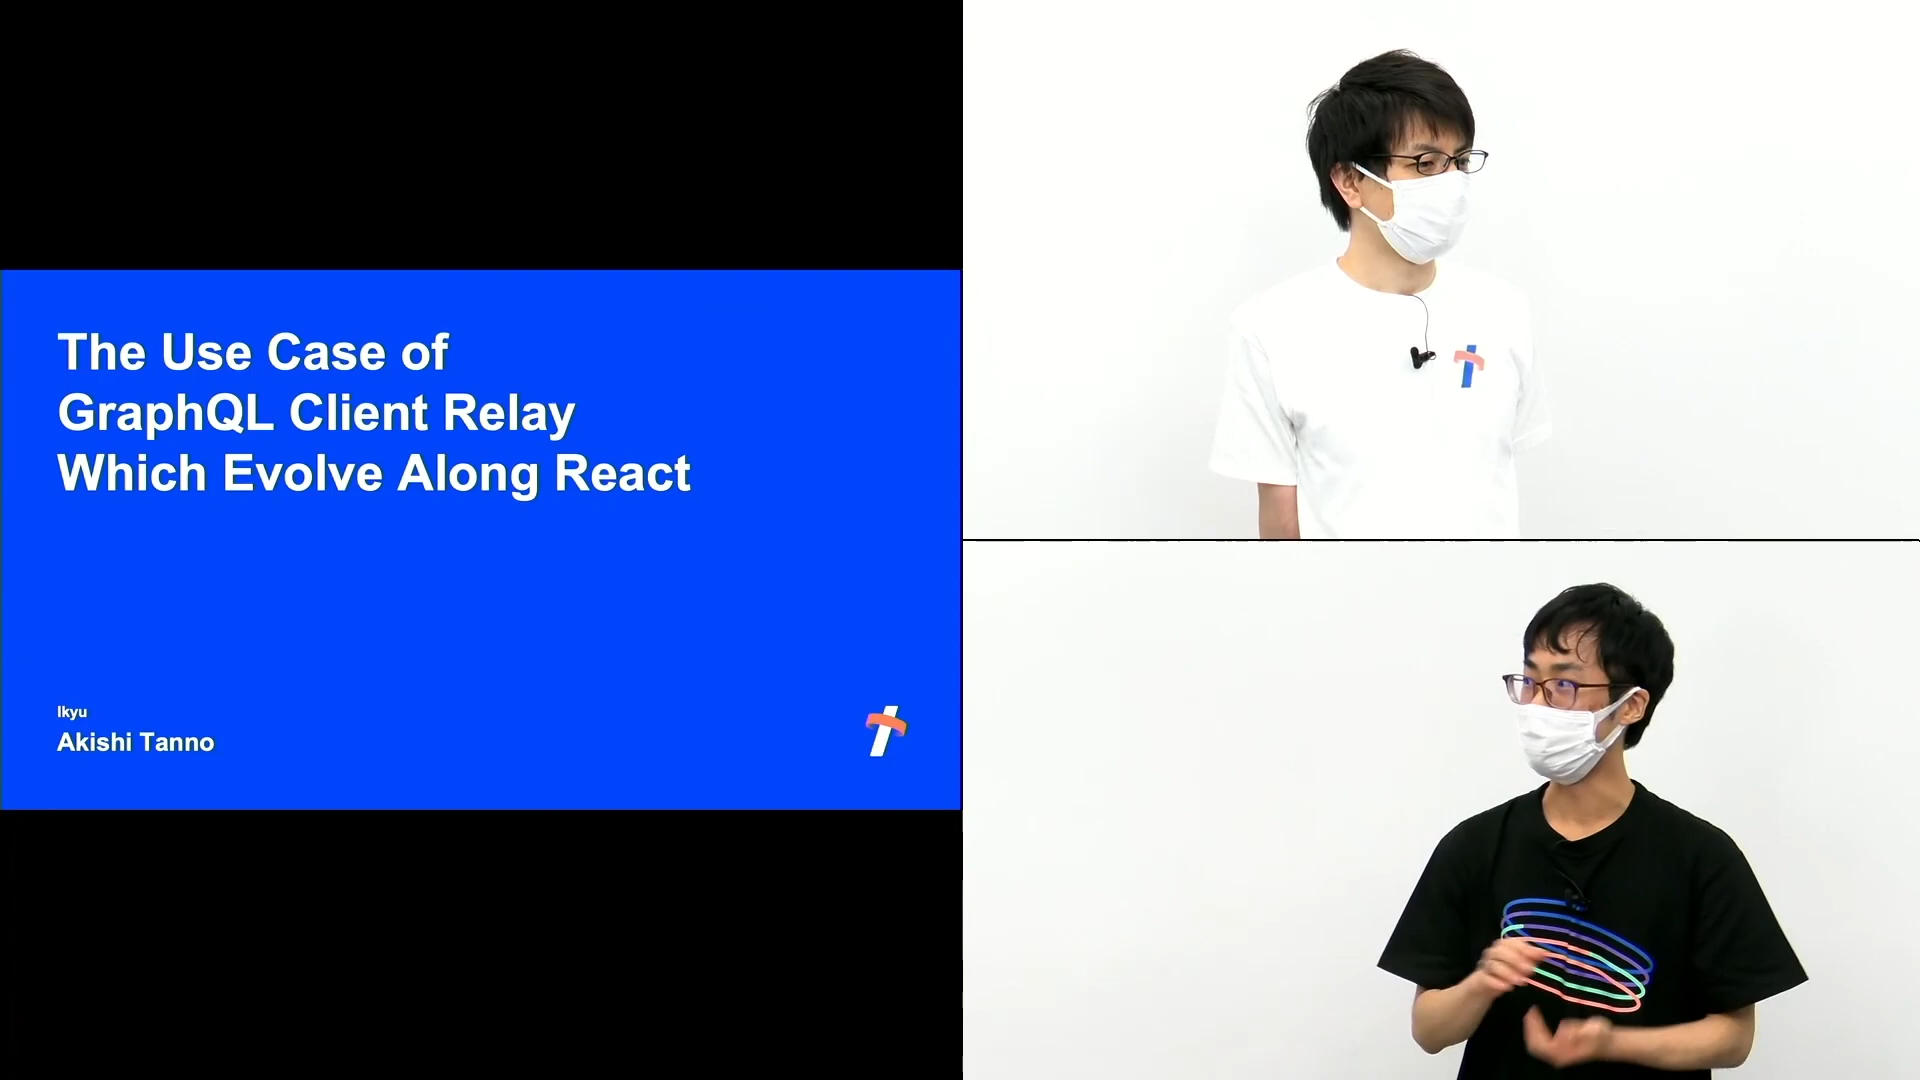 The Use Case of
GraphQL Client Relay
Which Evolve Along React
Ikyu
Akishi Tanno